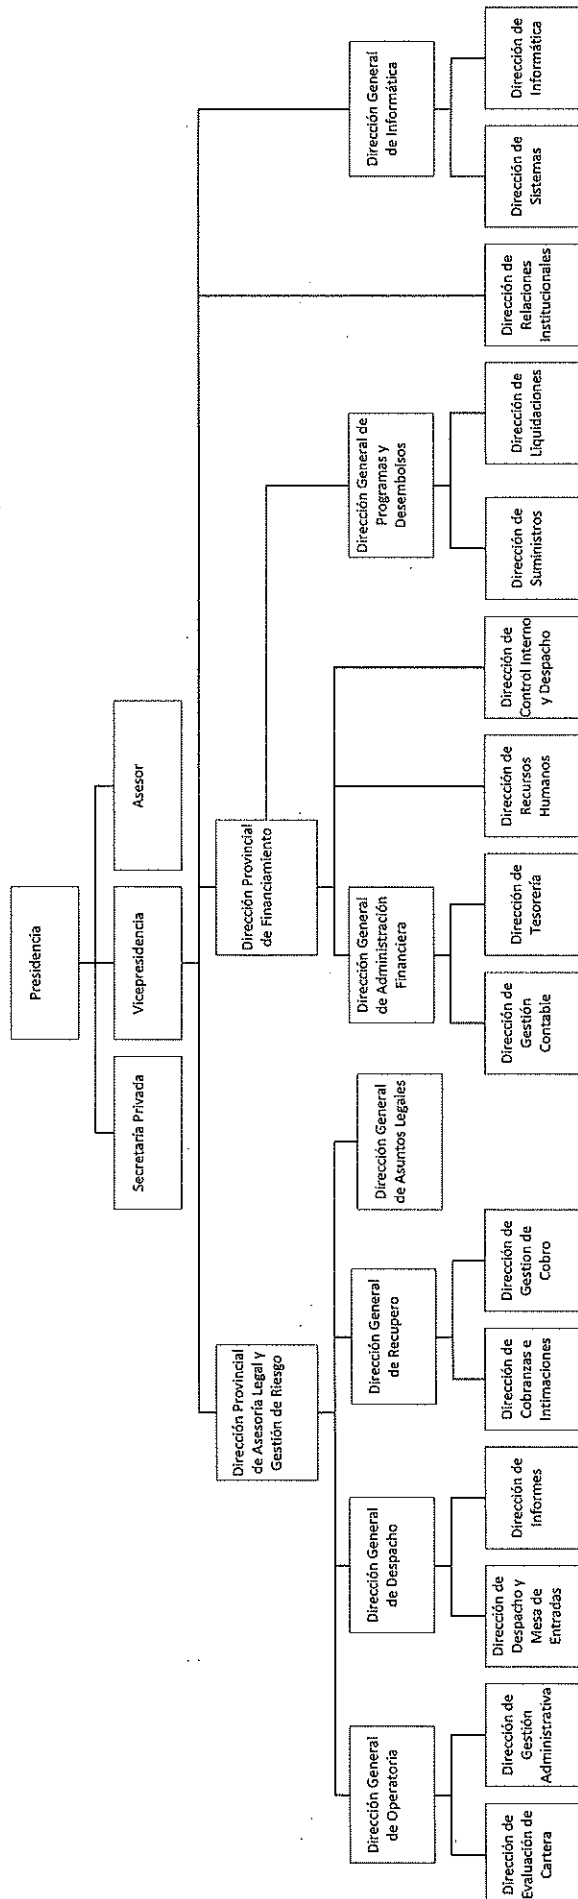 Presidencia
Secretaría Privada
Vicepresidencia
Asesor
Dirección Provincial
de Asesoría Legal y
Gestión de Riesgo
Dirección Provincial
de Financiamiento
Dirección General
de Operatoria
Dirección General
de Despacho
Dirección General
de Recupero
Dirección General
de Asuntos Legales
Dirección General
de Administración
Financiera
Dirección General de
Programas y
Desembolsos
Dirección General
de Informática
Dirección de
Evaluación de
Cartera
Dirección de
Gestión
Administrativa
Dirección de
Despacho y
Mesa de
Entradas
Dirección de
Informes
Dirección de
Cobranzas e
Intimaciones
Dirección de
Gestion de
Cobro
Dirección de
Gestión
Contable
Dirección de
Tesorería
Dirección de
Recursos
Humanos
Dirección de
Control Interno
y Despacho
Dirección de
Suministros
Dirección de
Liquidaciones
Dirección de
Relaciones
Institucionales
Dirección de
Sistemas
Dirección de
Informática